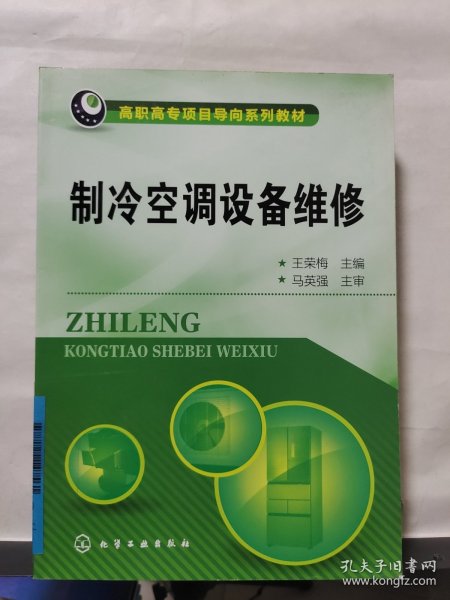 高职高专项目导向系列教材
制冷空调设备维修
★ 王荣梅 主编
★ 马英强 主审
ZHILENG
KONGTIAO SHEBEI WEIXIU
化学工业出版社
孔夫子旧书网
www.kongfz.com